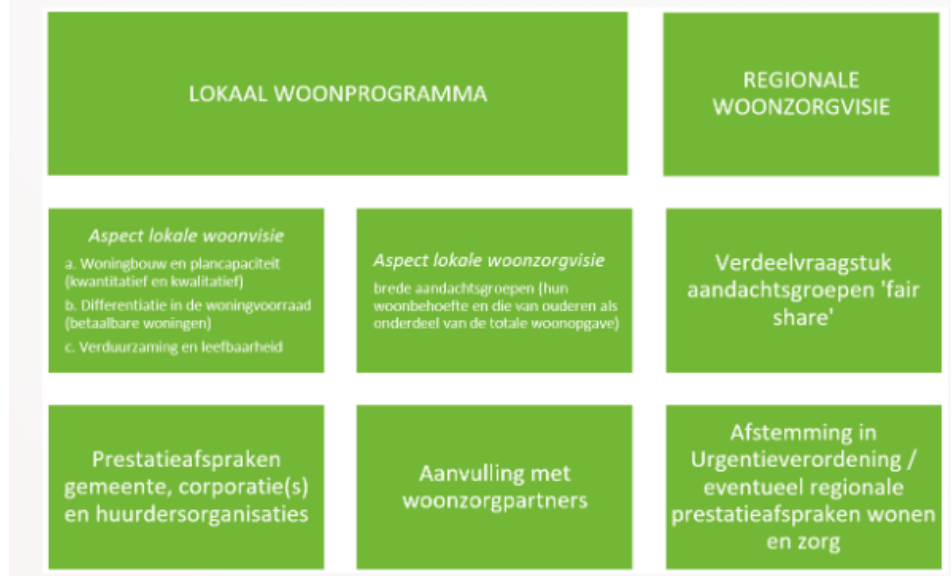 LOKAAL WOONPROGRAMMA
REGIONALE
WOONZORGVISIE
Aspect lokale woonvisie
a. Woningbouw en plancapaciteit
(kwantitatief en kwalitatief)
b. Differentiatie in de woningvoorraad
(betaalbare woningen)
c. Verduurzaming en leefbaarheid
Aspect lokale woonzorgvisie
brede aandachtsgroepen (hun
woonbehoefte en die van ouderen als
onderdeel van de totale woonopgave)
Verdeelvraagstuk
aandachtsgroepen 'fair
share'
Prestatieafspraken
gemeente, corporatie(s)
en huurdersorganisaties
Aanvulling met
woonzorgpartners
Afstemming in
Urgentieverordening /
eventueel regionale
prestatieafspraken wonen
en zorg